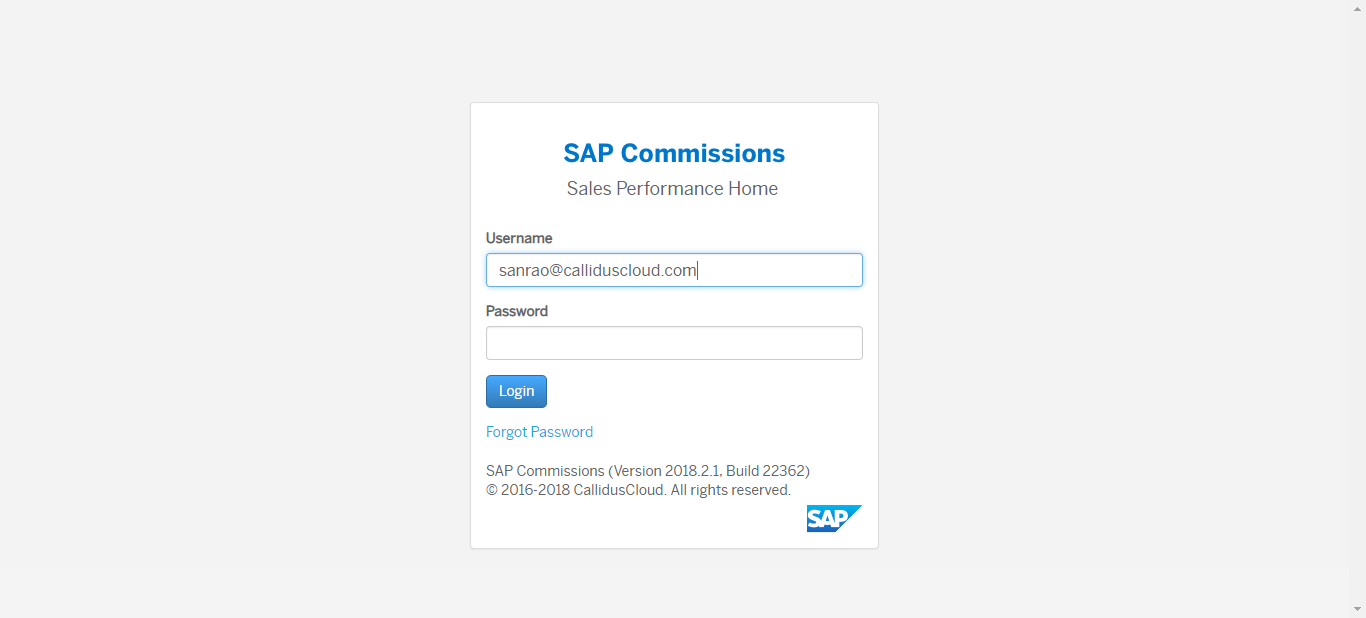 SAP Commissions
Sales Performance Home
Username
sanrao@calliduscloud.com
Password
Login
Forgot Password
SAP Commissions (Version 2018.2.1, Build 22362)
© 2016-2018 CallidusCloud. All rights reserved.
SAP